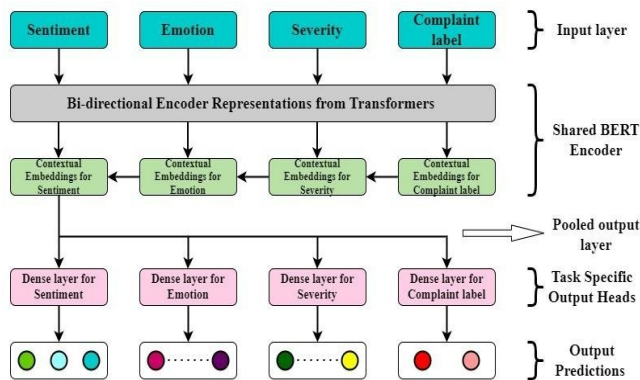 Sentiment
Emotion
Severity
Complaint
label
Input layer
Bi-directional Encoder Representations from Transformers
Shared BERT
Encoder
Contextual
Embeddings for
Sentiment
Contextual
Embeddings for
Emotion
Contextual
Embeddings for
Severity
Contextual
Embeddings
for Complaint label
Pooled output
layer
Dense layer for
Sentiment
Dense layer for
Emotion
Dense layer for
Severity
Dense layer for
Complaint label
Task Specific
Output Heads
Output
Predictions